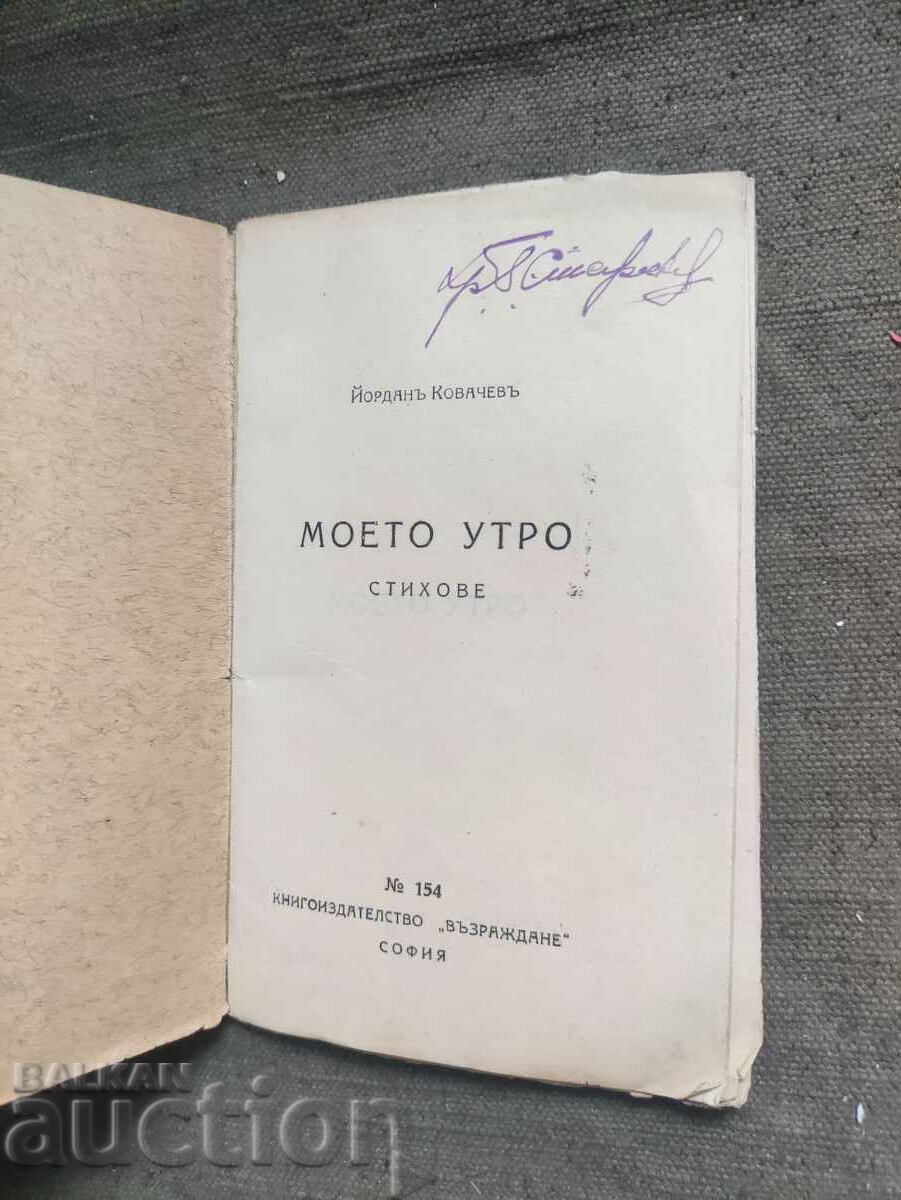 Йорданъ Ковачевъ
МОЕТО УТРО
СТИХОВЕ
№ 154
КНИГОИЗДАТЕЛСТВО „ВЪЗРАЖДАНЕ“
СОФИЯ
BALKAN
auction